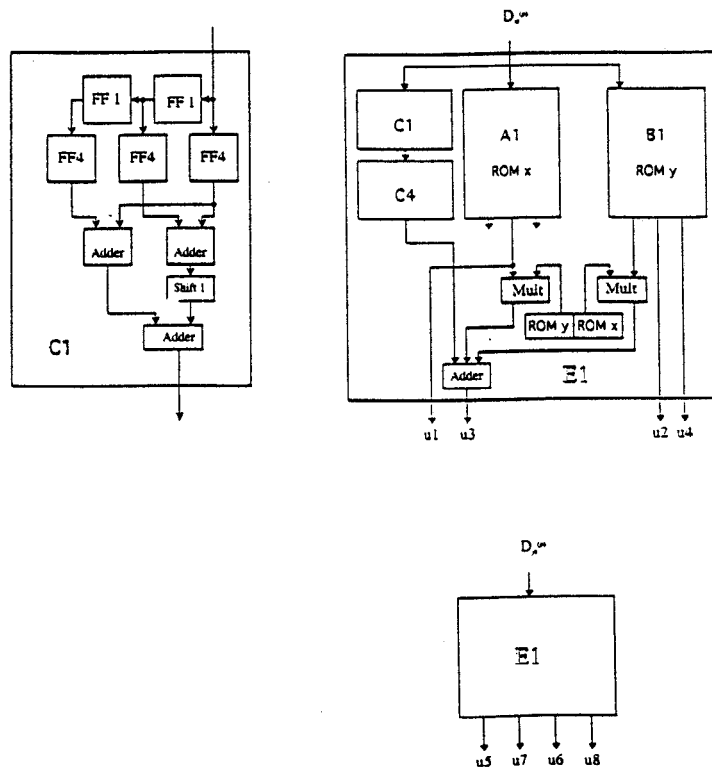 FF 1
FF 1
FF4
FF4
FF4
Adder
Adder
Shift 1
Adder
C1
C1
C4
A1
ROM x
B1
ROM y
Mult
Mult
ROM y
ROM x
Adder
E1
u1
u3
u2
u4
E1
u5
u7
u6
u8